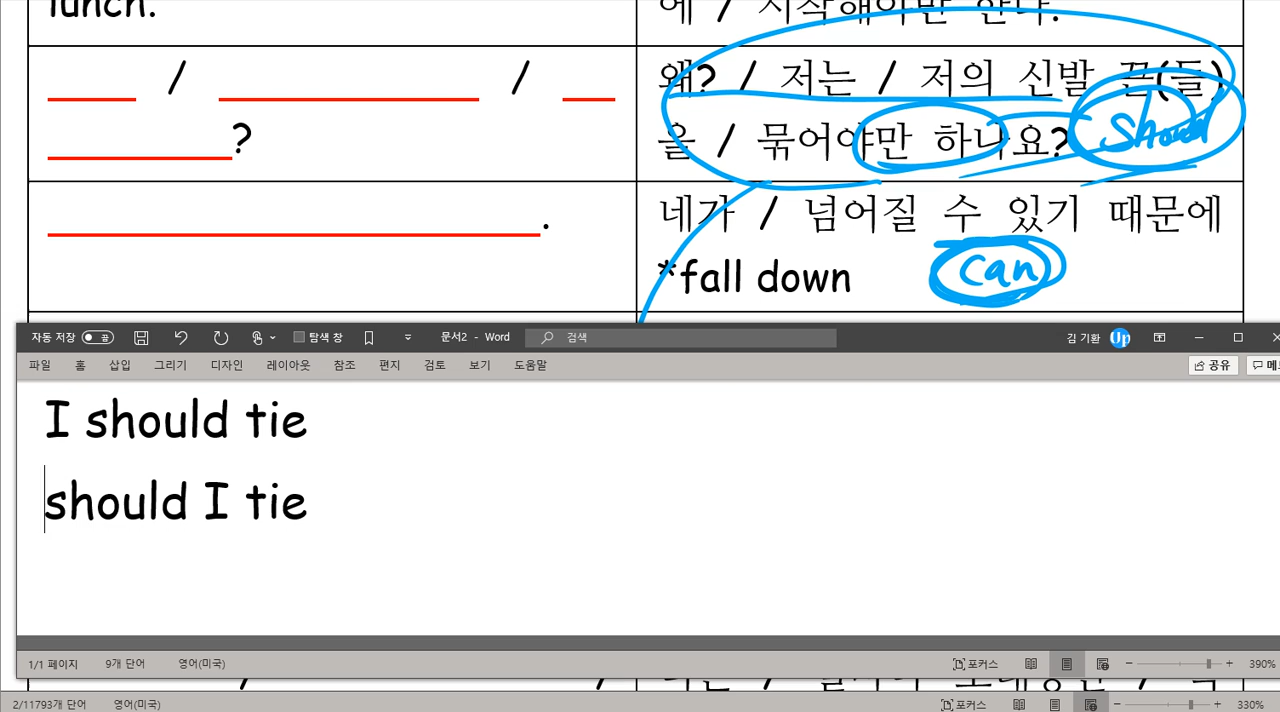 lunch.
에 / 시작해야만 한다.
/ /
왜? / 저는 / 저의 신발 끈(들)
?
을 / 묶어야만 하나요?
should
.
네가 / 넘어질 수 있기 때문에
*fall down
can
자동 저장 끔 탐색 창 문서2 - Word 검색 김 기환 Up
파일 홈 삽입 그리기 디자인 레이아웃 참조 편지 검토 보기 도움말 공유
I should tie
should I tie
1/1 페이지 9개 단어 영어(미국) 포커스 390%
2/11793개 단어 영어(미국) 포커스 330%